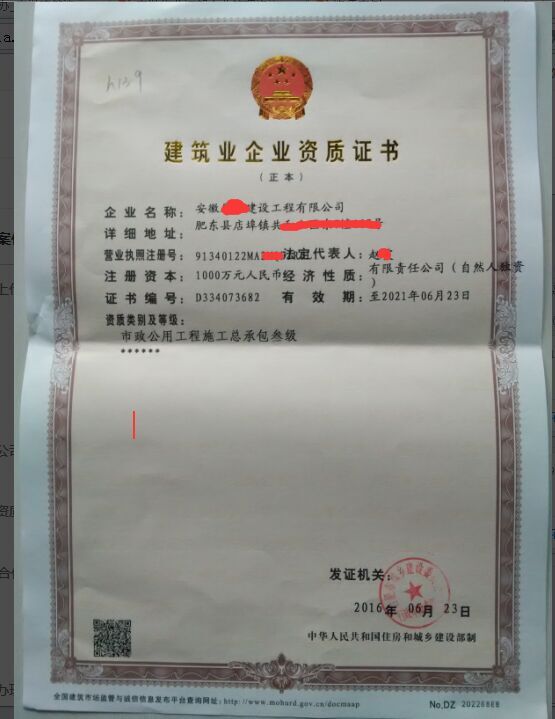 h139
建筑业企业资质证书
（正本）
企业名称：安徽 建设工程有限公司
详细地址：肥东县店埠镇共
营业执照注册号：91340122MA 法定代表人：赵
注册资本：1000万元人民币 经济性质：有限责任公司（自然人独资
）
证书编号：D334073682 有效期：至2021年06月23日
资质类别及等级：
市政公用工程施工总承包叁级
******
发证机关：
2016年06月23日
中华人民共和国住房和城乡建设部制
全国建筑市场监管与诚信信息发布平台查询网址：http://www.mohurd.gov.cn/docmaap
No.DZ 20226888